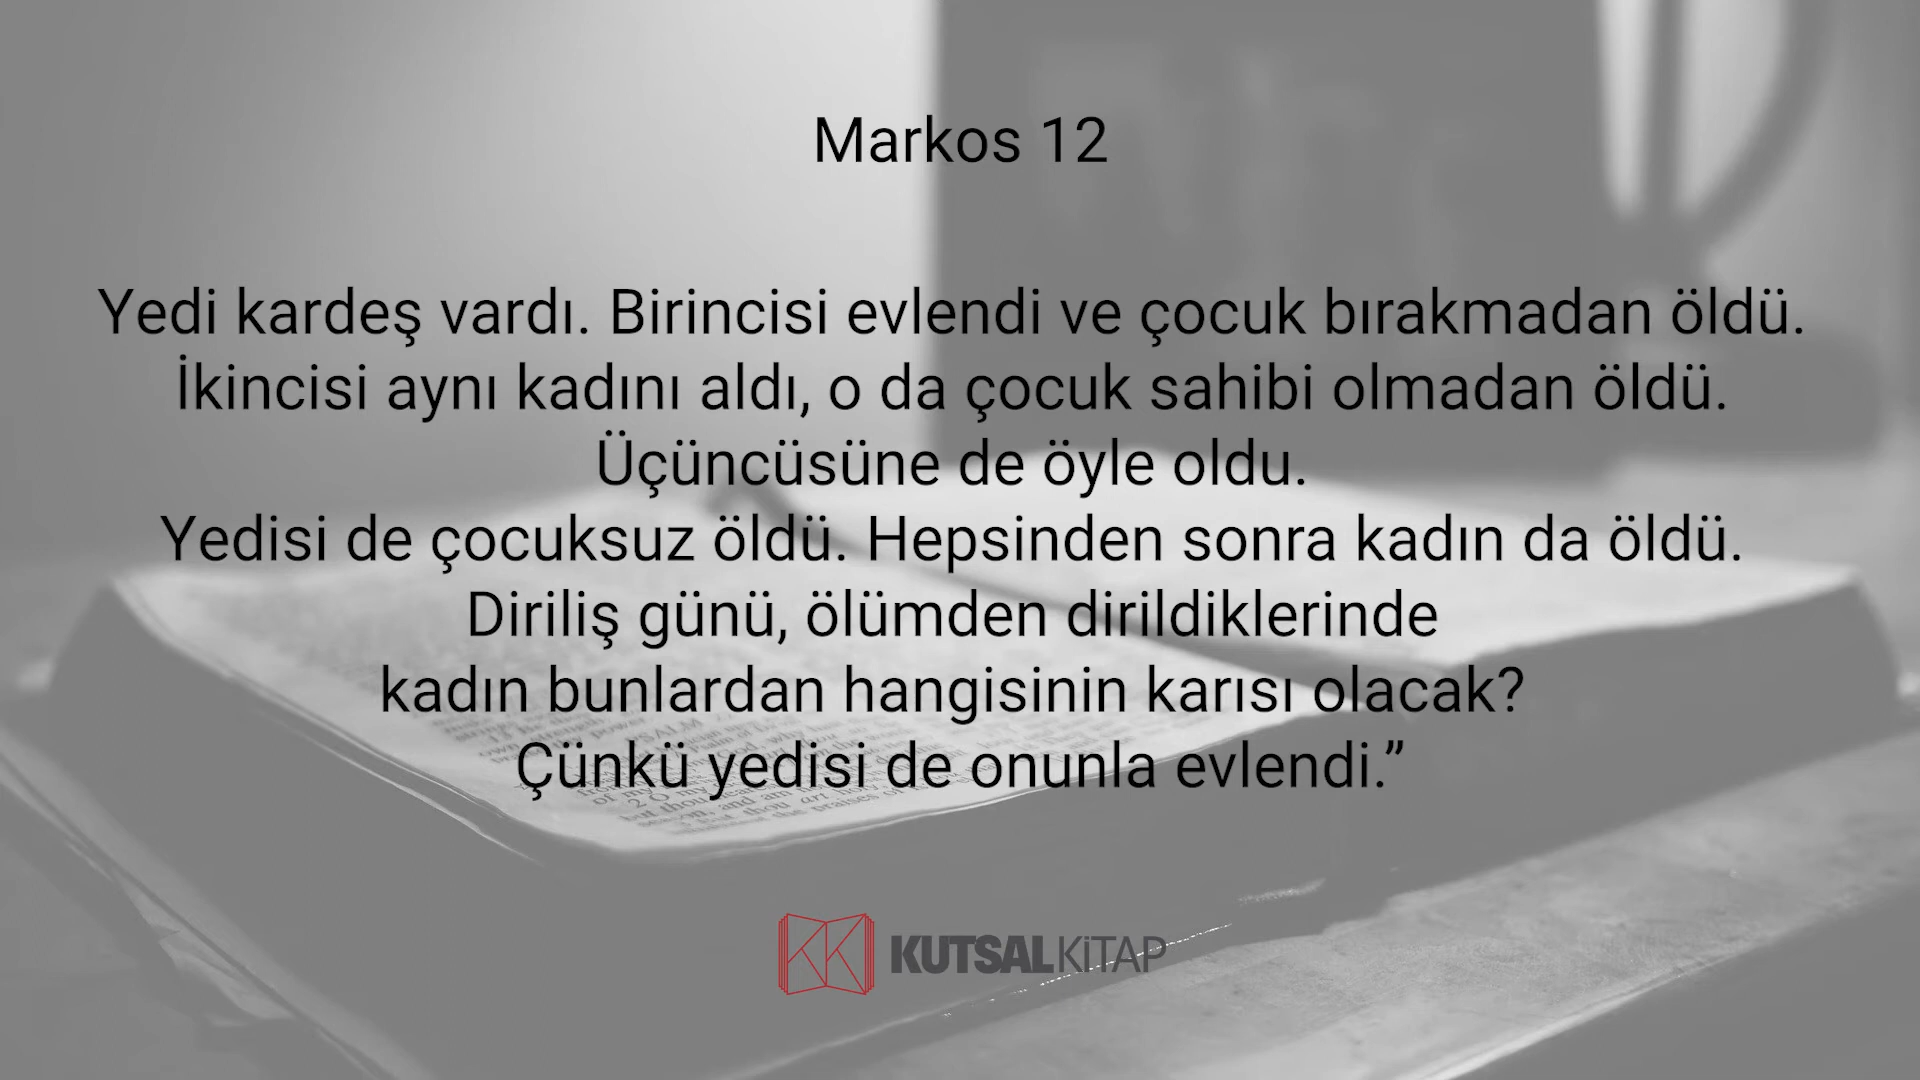 Markos 12
Yedi kardeş vardı. Birincisi evlendi ve çocuk bırakmadan öldü.
İkincisi aynı kadını aldı, o da çocuk sahibi olmadan öldü.
Üçüncüsüne de öyle oldu.
Yedisi de çocuksuz öldü. Hepsinden sonra kadın da öldü.
Diriliş günü, ölümden dirildiklerinde
kadın bunlardan hangisinin karısı olacak?
Çünkü yedisi de onunla evlendi.”
KUTSALKiTAP